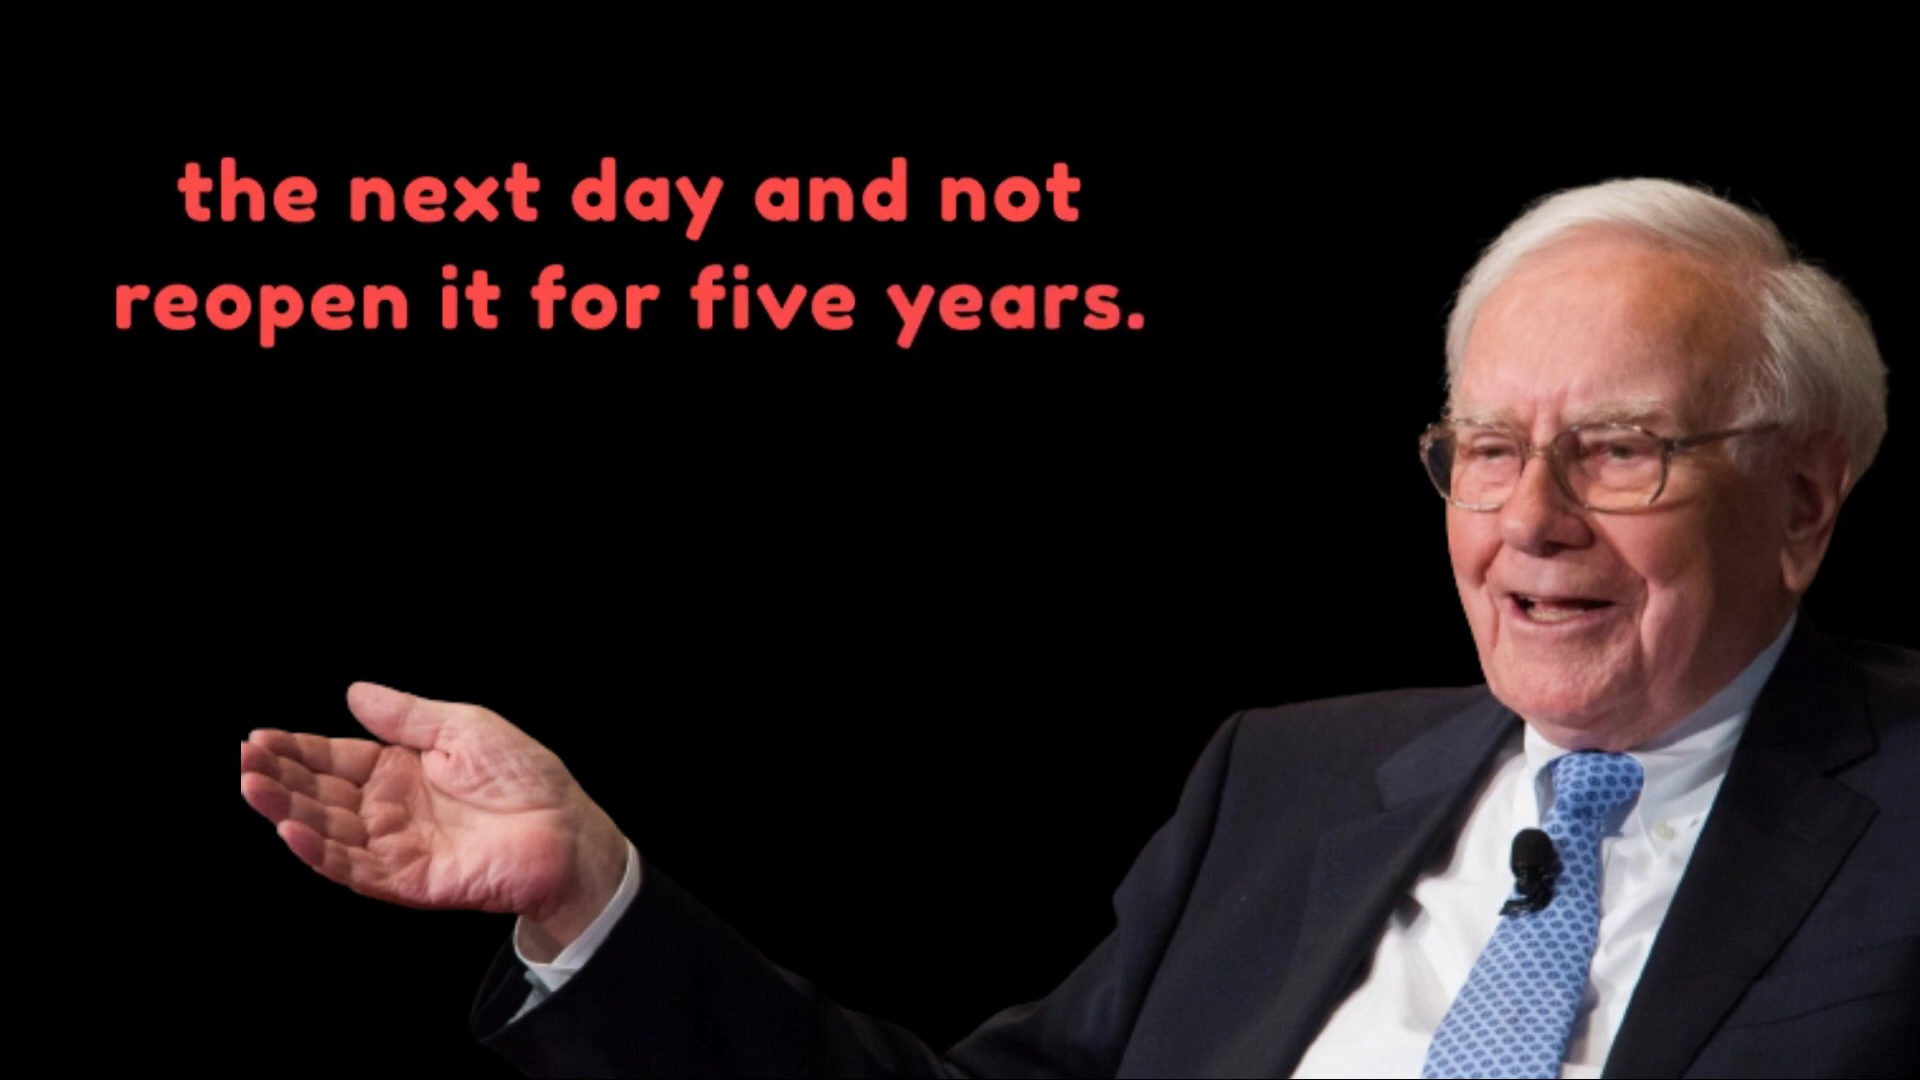 the next day and not
reopen it for five years.